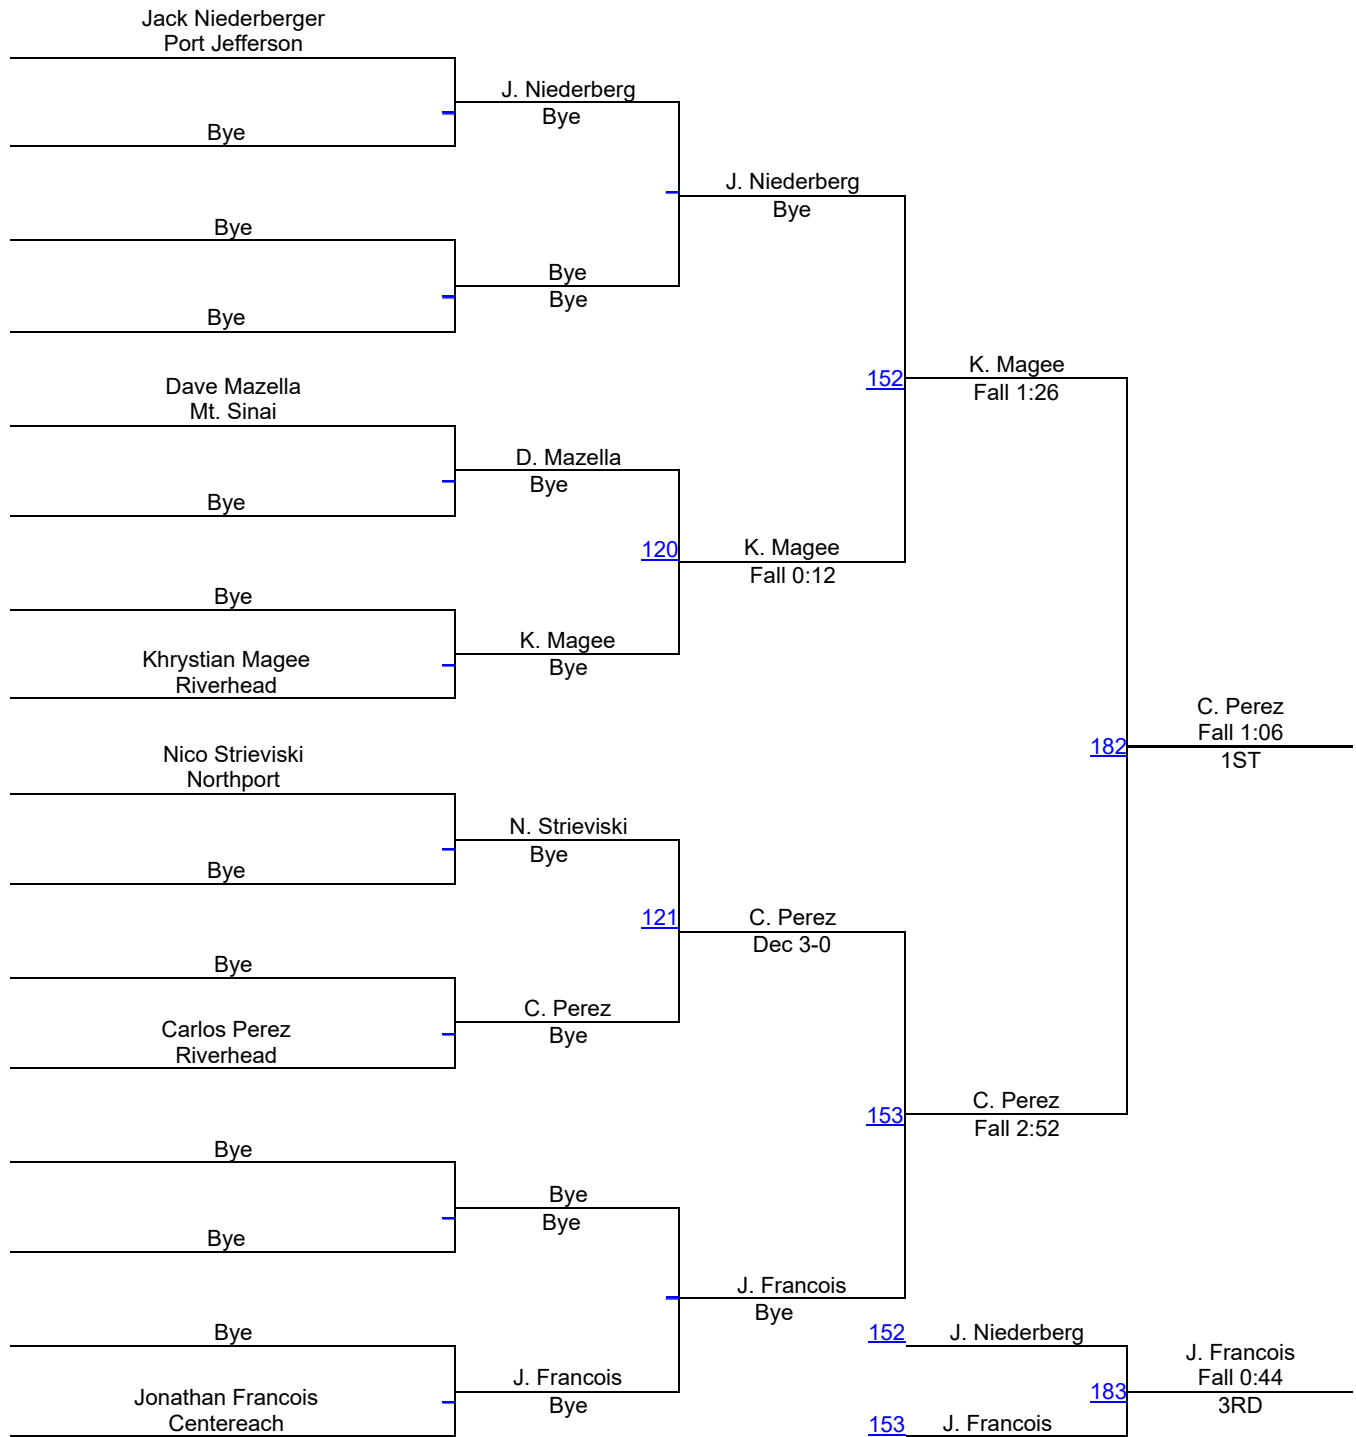 Jack Niederberger
Port Jefferson
J. Niederberg
Bye
Bye
J. Niederberg
Bye
Bye
Bye
Bye
Bye
K. Magee
152
Fall 1:26
Dave Mazella
Mt. Sinai
D. Mazella
Bye
Bye
120
K. Magee
Fall 0:12
Bye
K. Magee
Bye
Khrystian Magee
Riverhead
C. Perez
Fall 1:06
182
1ST
Nico Strieviski
Northport
N. Strieviski
Bye
Bye
121
C. Perez
Dec 3-0
Bye
C. Perez
Bye
Carlos Perez
Riverhead
C. Perez
153
Fall 2:52
Bye
Bye
Bye
Bye
J. Francois
Bye
Bye
152
J. Niederberg
J. Francois
Fall 0:44
183
3RD
J. Francois
Bye
Jonathan Francois
Centereach
153
J. Francois